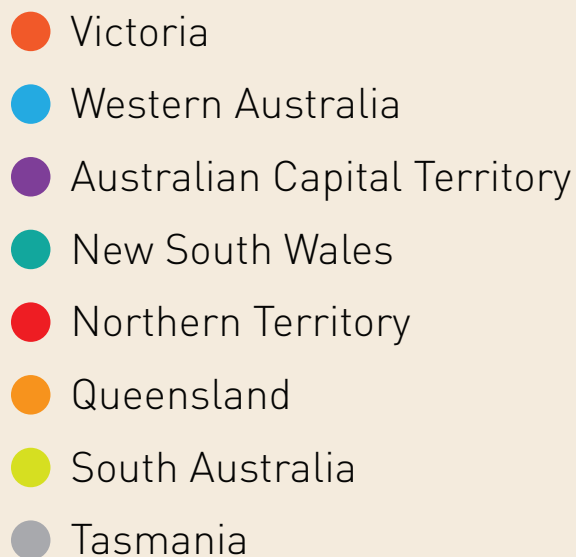 Victoria
Western Australia
Australian Capital Territory
New South Wales
Northern Territory
Queensland
South Australia
Tasmania